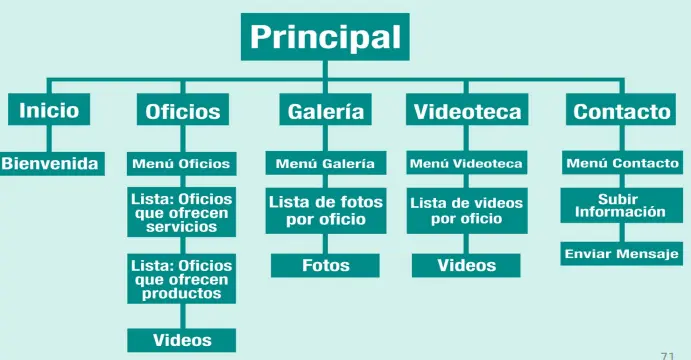 Principal
Inicio
Oficios
Galería
Videoteca
Contacto
Bienvenida
Menú Oficios
Menú Galería
Menú Videoteca
Menú Contacto
Lista: Oficios
que ofrecen
servicios
Lista de fotos
por oficio
Lista de videos
por oficio
Subir
Información
Lista: Oficios
que ofrecen
productos
Fotos
Videos
Enviar Mensaje
Videos
71